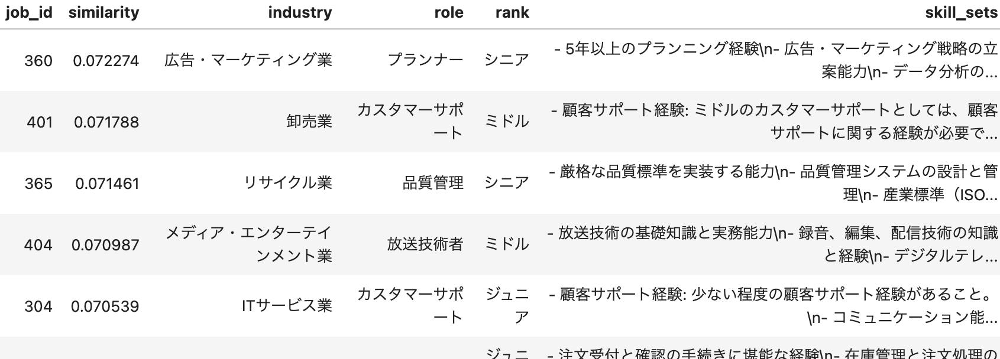 job_id similarity industry role rank skill_sets
360 0.072274 広告・マーケティング業 プランナー シニア - 5年以上のプランニング経験\n- 広告・マーケティング戦略の立
案能力\n- データ分析の...
401 0.071788 卸売業 カスタマーサポ
ート ミドル - 顧客サポート経験: ミドルのカスタマーサポートとしては、顧客
サポートに関する経験が必要で...
365 0.071461 リサイクル業 品質管理 シニア - 厳格な品質標準を実装する能力\n- 品質管理システムの設計と管
理\n- 産業標準（ISO...
404 0.070987 メディア・エンターテイ
ンメント業 放送技術者 ミドル - 放送技術の基礎知識と実務能力\n- 録音、編集、配信技術の知識
と経験\n- デジタルテレ...
304 0.070539 ITサービス業 カスタマーサポ
ート ジュニ
ア - 顧客サポート経験: 少ない程度の顧客サポート経験があること。
\n- コミュニケーション能...
ジュニ - 注文受付と確認の手続きに堪能な経験\n- 在庫管理と注文処理の